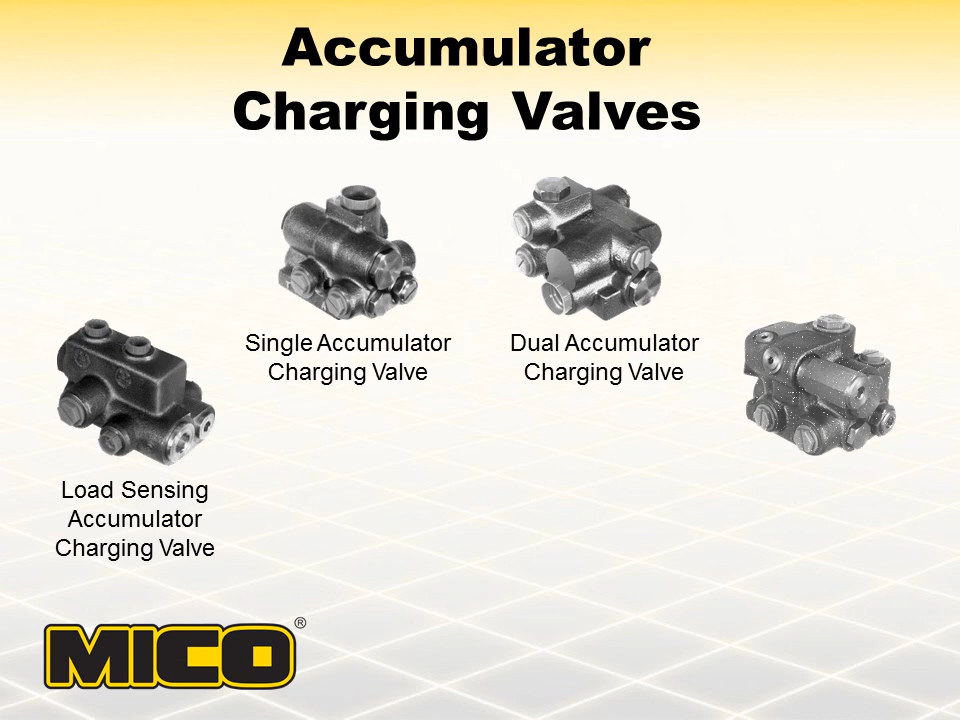 Accumulator
Charging Valves
Single Accumulator
Charging Valve
Dual Accumulator
Charging Valve
Load Sensing
Accumulator
Charging Valve
MICO®